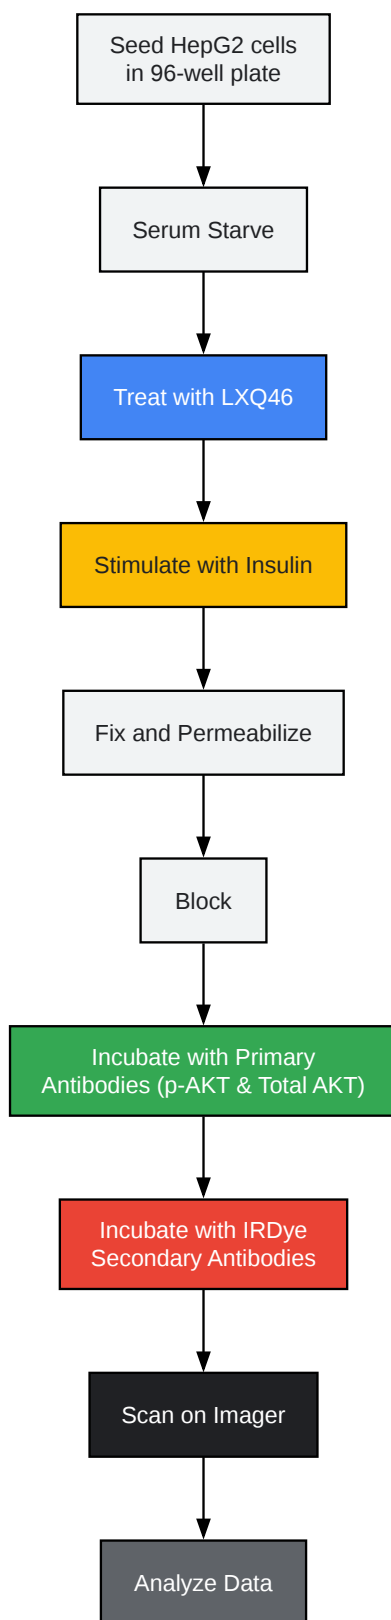 Seed HepG2 cells
in 96-well plate
Serum Starve
Treat with LXQ46
Stimulate with Insulin
Fix and Permeabilize
Block
Incubate with Primary
Antibodies (p-AKT & Total AKT)
Incubate with IRDye
Secondary Antibodies
Scan on Imager
Analyze Data